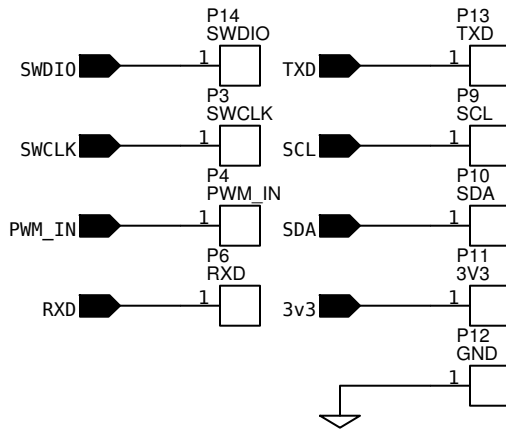 P14
SWDIO
SWDIO 1
P3
SWCLK
SWCLK 1
P4
PWM_IN
PWM_IN 1
P6
RXD
RXD 1
P13
TXD
TXD 1
P9
SCL
SCL 1
P10
SDA
SDA 1
P11
3V3
3v3 1
P12
GND
1